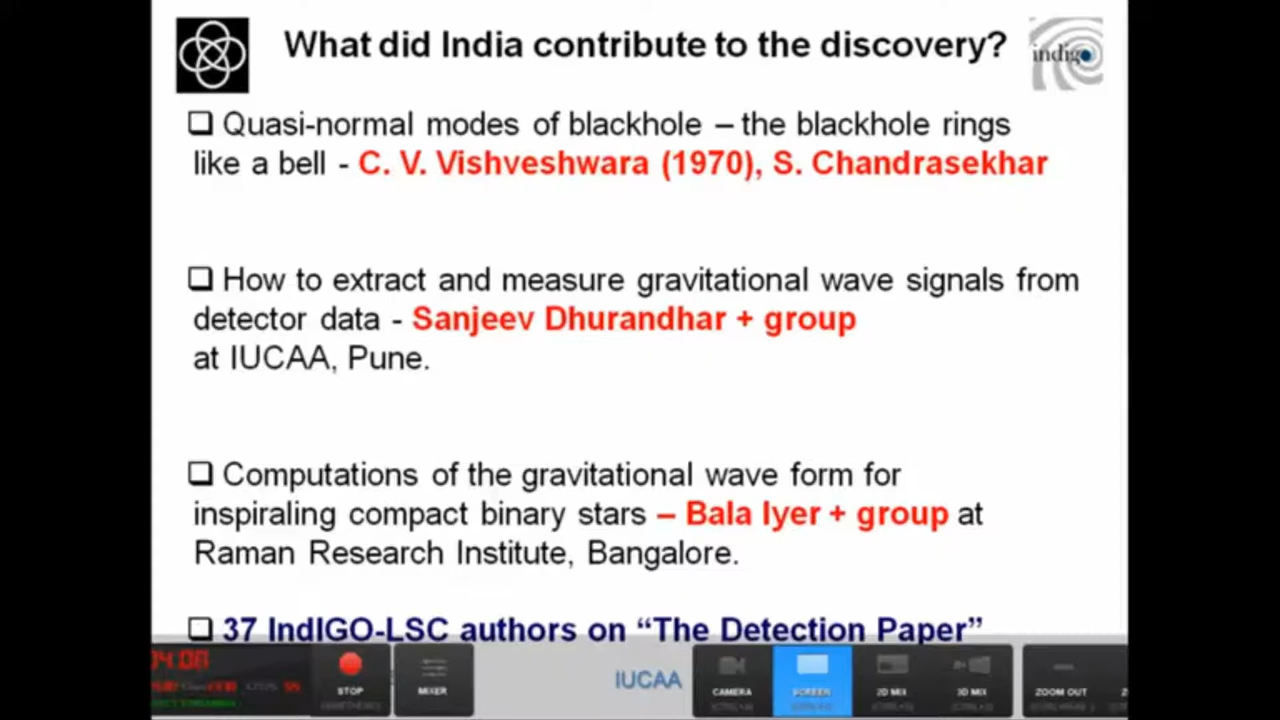 What did India contribute to the discovery?
indigo
❑ Quasi-normal modes of blackhole – the blackhole rings
like a bell - C. V. Vishveshwara (1970), S. Chandrasekhar
❑ How to extract and measure gravitational wave signals from
detector data - Sanjeev Dhurandhar + group
at IUCAA, Pune.
❑ Computations of the gravitational wave form for
inspiraling compact binary stars – Bala Iyer + group at
Raman Research Institute, Bangalore.
❑ 37 IndIGO-LSC authors on “The Detection Paper”
IUCAA
STOP
MIXER
CAMERA
SCREEN
2D MIX
3D MIX
ZOOM OUT